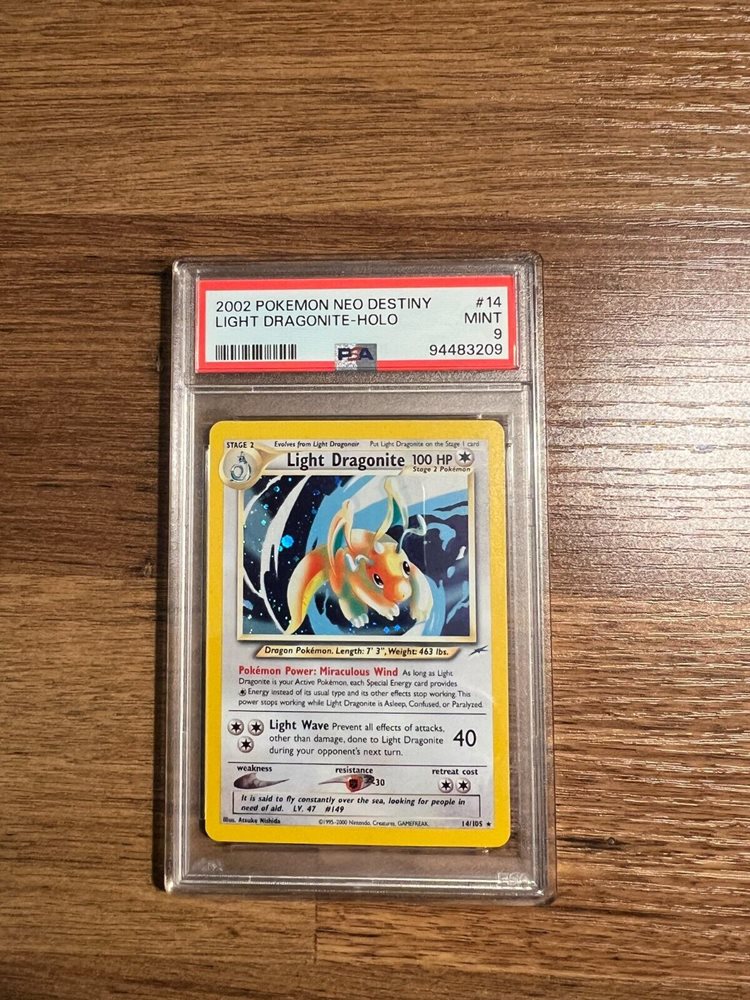 2002 POKEMON NEO DESTINY #14
LIGHT DRAGONITE-HOLO MINT
9
PSA 94483209
STAGE 2 Evolves from Light Dragonair Put Light Dragonite on the Stage 1 card
Light Dragonite 100 HP
Stage 2 Pokémon
Dragon Pokémon. Length: 7' 3", Weight: 463 lbs.
Pokémon Power: Miraculous Wind As long as Light
Dragonite is your Active Pokémon, each Special Energy card provides
Energy instead of its usual type and its other effects stop working. This
power stops working while Light Dragonite is Asleep, Confused, or Paralyzed.
Light Wave Prevent all effects of attacks,
other than damage, done to Light Dragonite 40
during your opponent's next turn.
weakness resistance retreat cost
-30
It is said to fly constantly over the sea, looking for people in
need of aid. LV. 47 #149
Illus. Atsuko Nishida ©1995-2000 Nintendo, Creatures, GAMEFREAK. 14/105
PSA